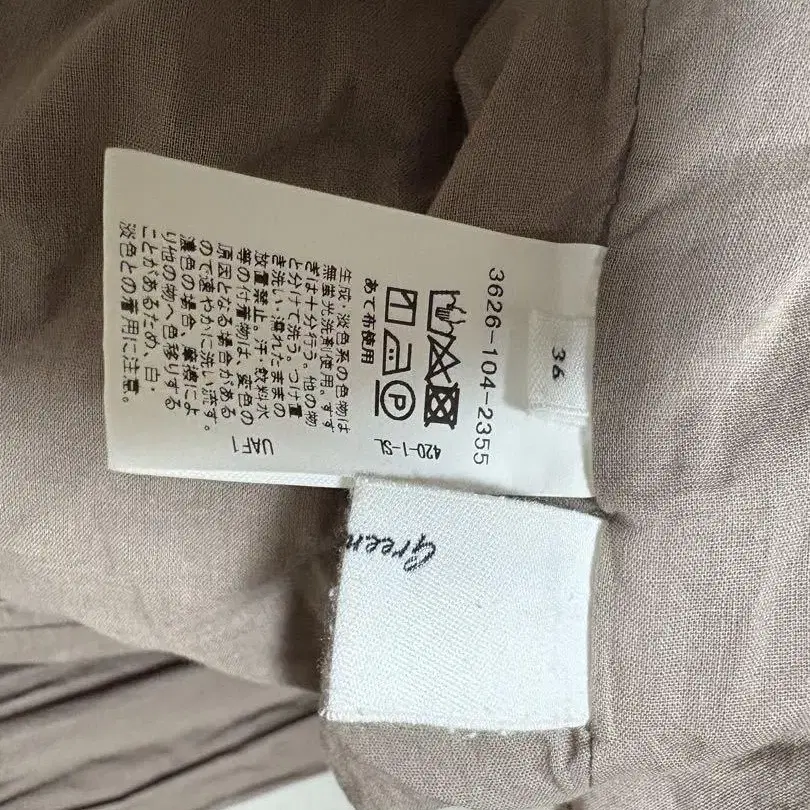 3626-104-2355
36
あて布使用
生成・淡色系の色物は
無蛍光洗剤使用。すす
ぎは十分行う。他の物
と分けて洗う。つけ置
き洗い・濡れたままの
放置禁止。汗・飲料水
等の付着物は、変色の
原因となる場合がある
ので速やかに洗い流す。
濃色の場合、摩擦によ
り他の物へ色移りする
ことがあるため、白・
淡色との着用に注意。
420-1-SL
UAF1
Green